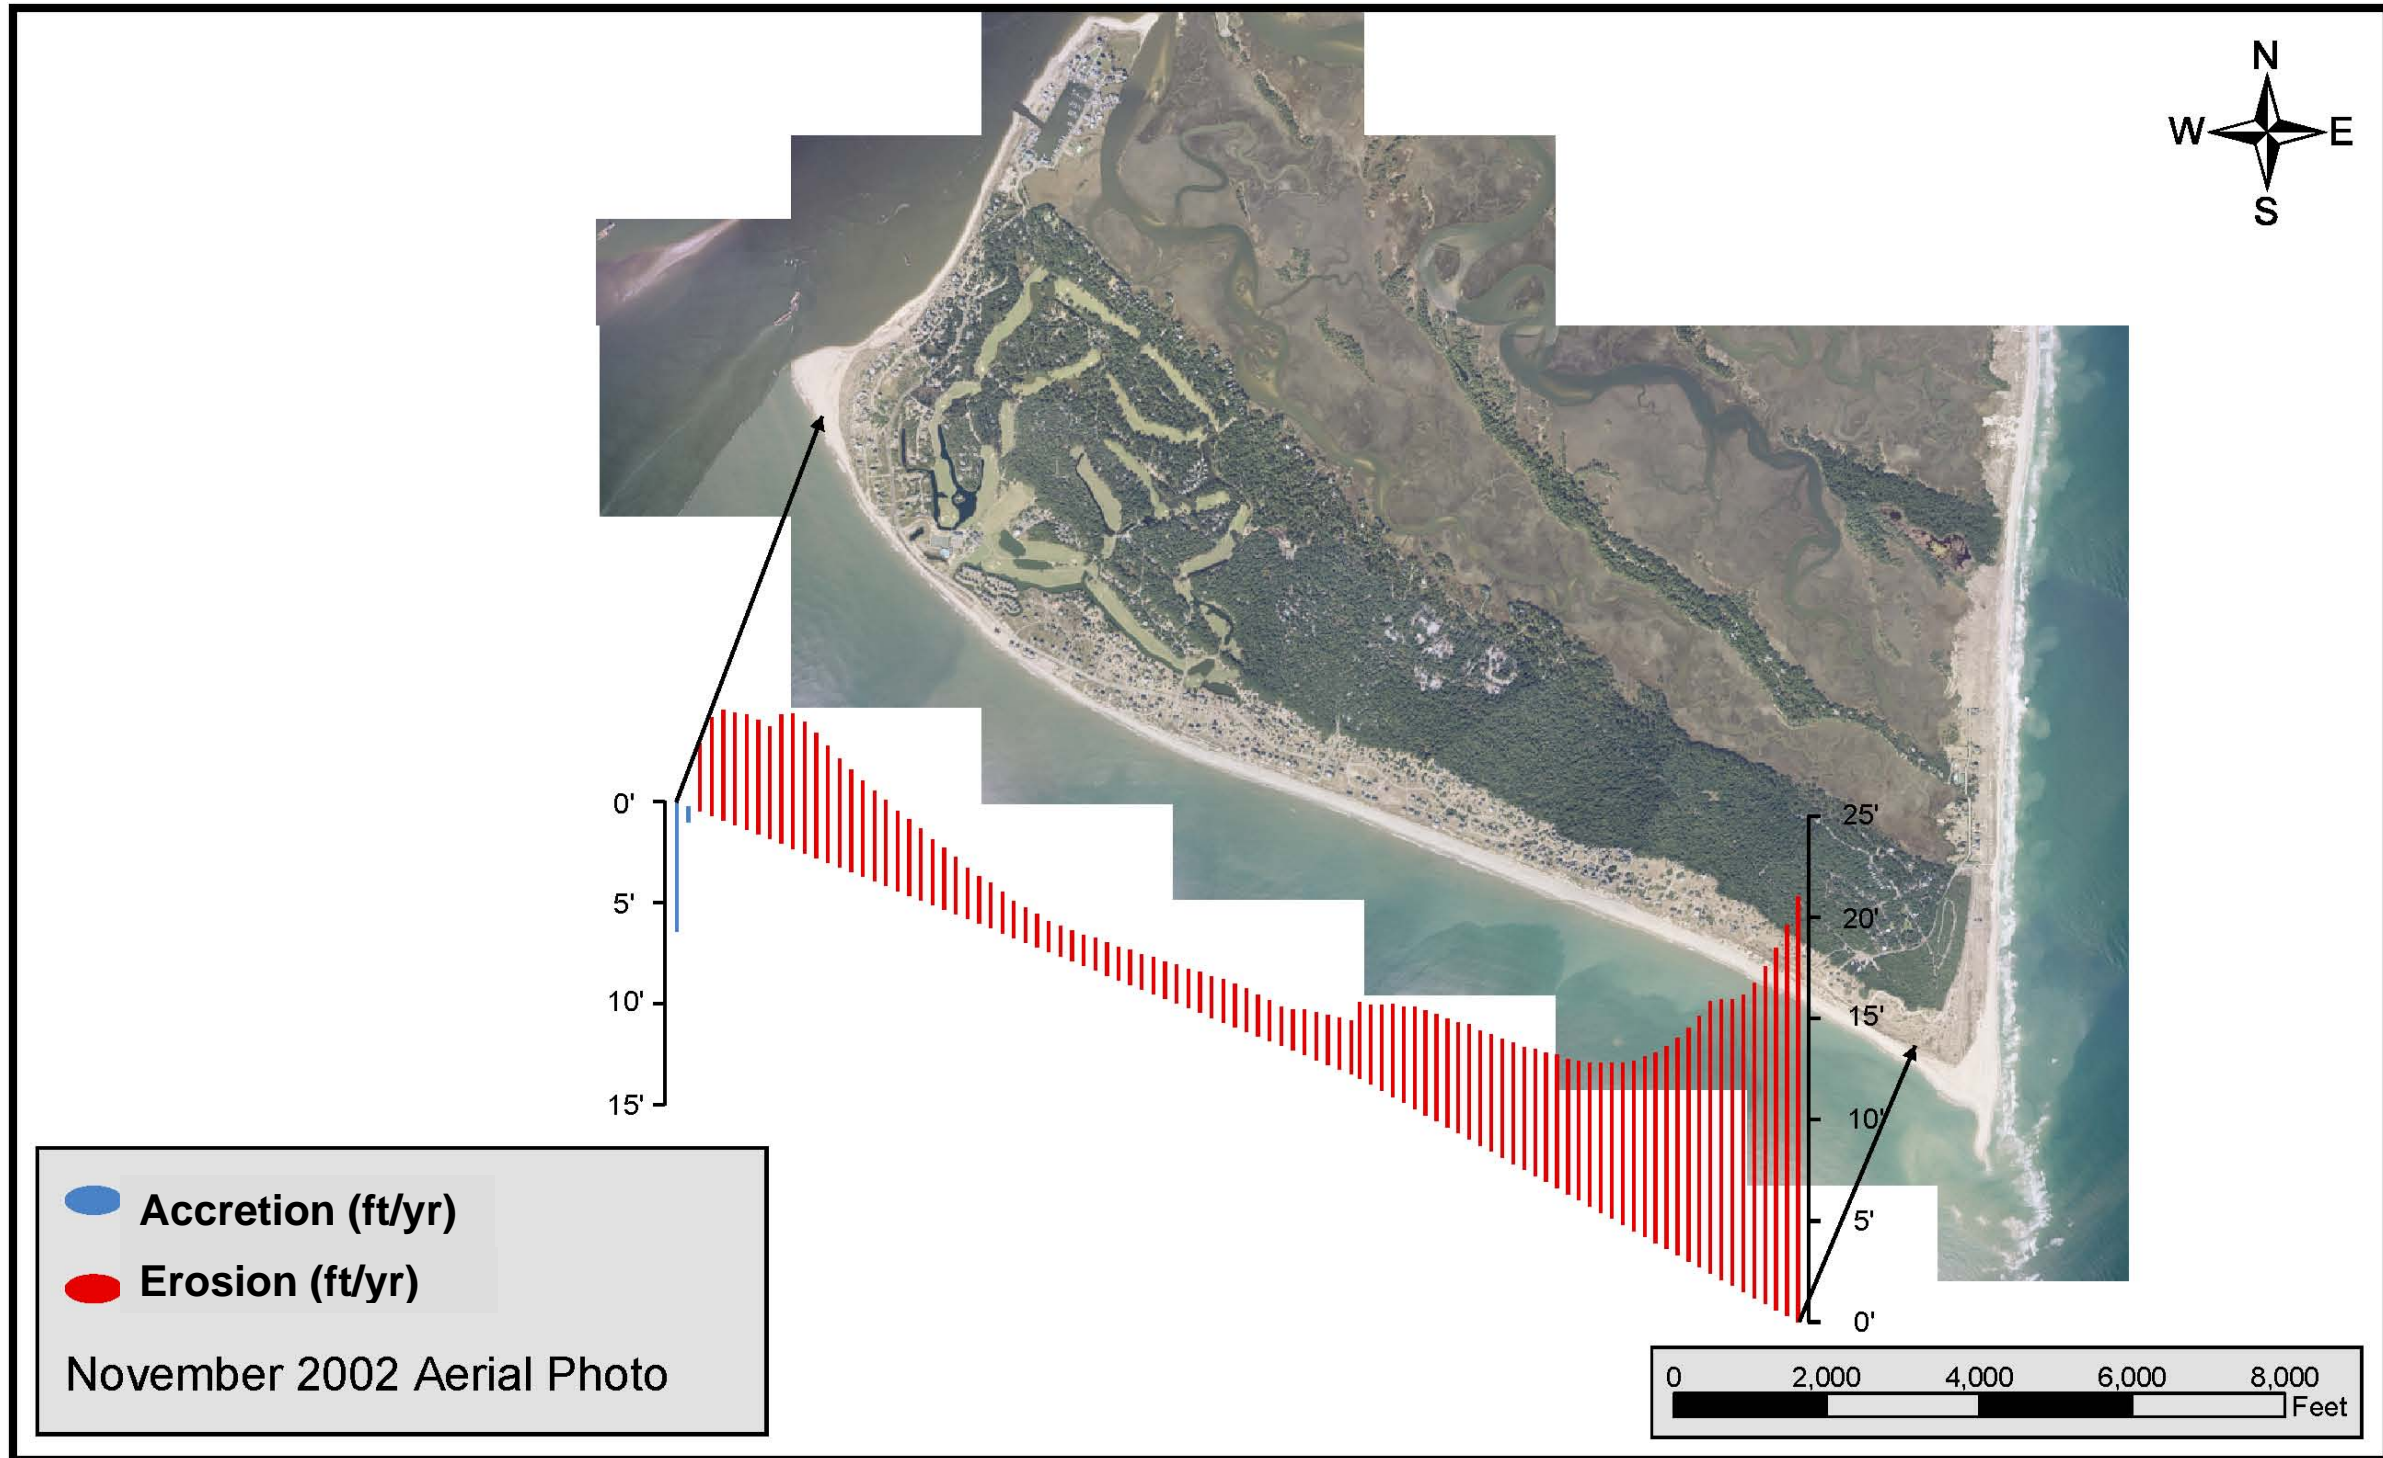 N
W E
S
0'
5'
10'
15'
25'
20'
15'
10'
5'
0'
Accretion (ft/yr)
Erosion (ft/yr)
November 2002 Aerial Photo
0 2,000 4,000 6,000 8,000
Feet